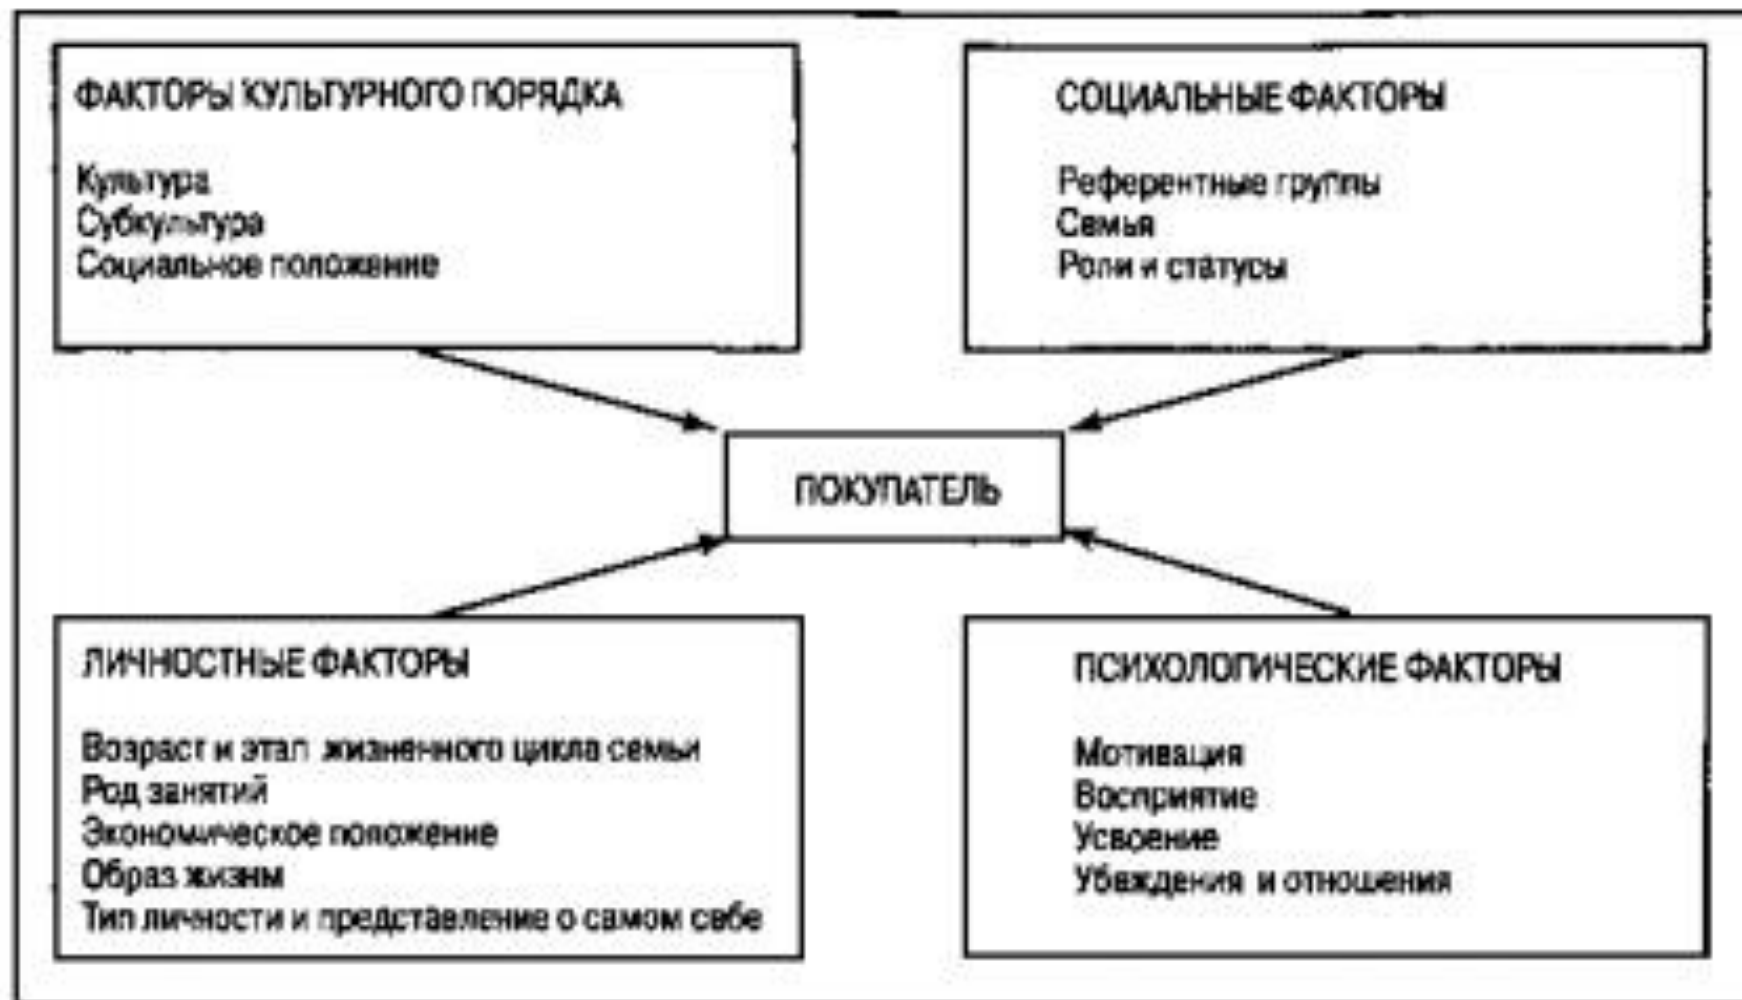 ФАКТОРЫ КУЛЬТУРНОГО ПОРЯДКА
Культура
Субкультура
Социальное положение
СОЦИАЛЬНЫЕ ФАКТОРЫ
Референтные группы
Семья
Роли и статусы
ПОКУПАТЕЛЬ
ЛИЧНОСТНЫЕ ФАКТОРЫ
Возраст и этап жизненного цикла семьи
Род занятий
Экономическое положение
Образ жизни
Тип личности и представление о самом себе
ПСИХОЛОГИЧЕСКИЕ ФАКТОРЫ
Мотивация
Восприятие
Усвоение
Убеждения и отношения